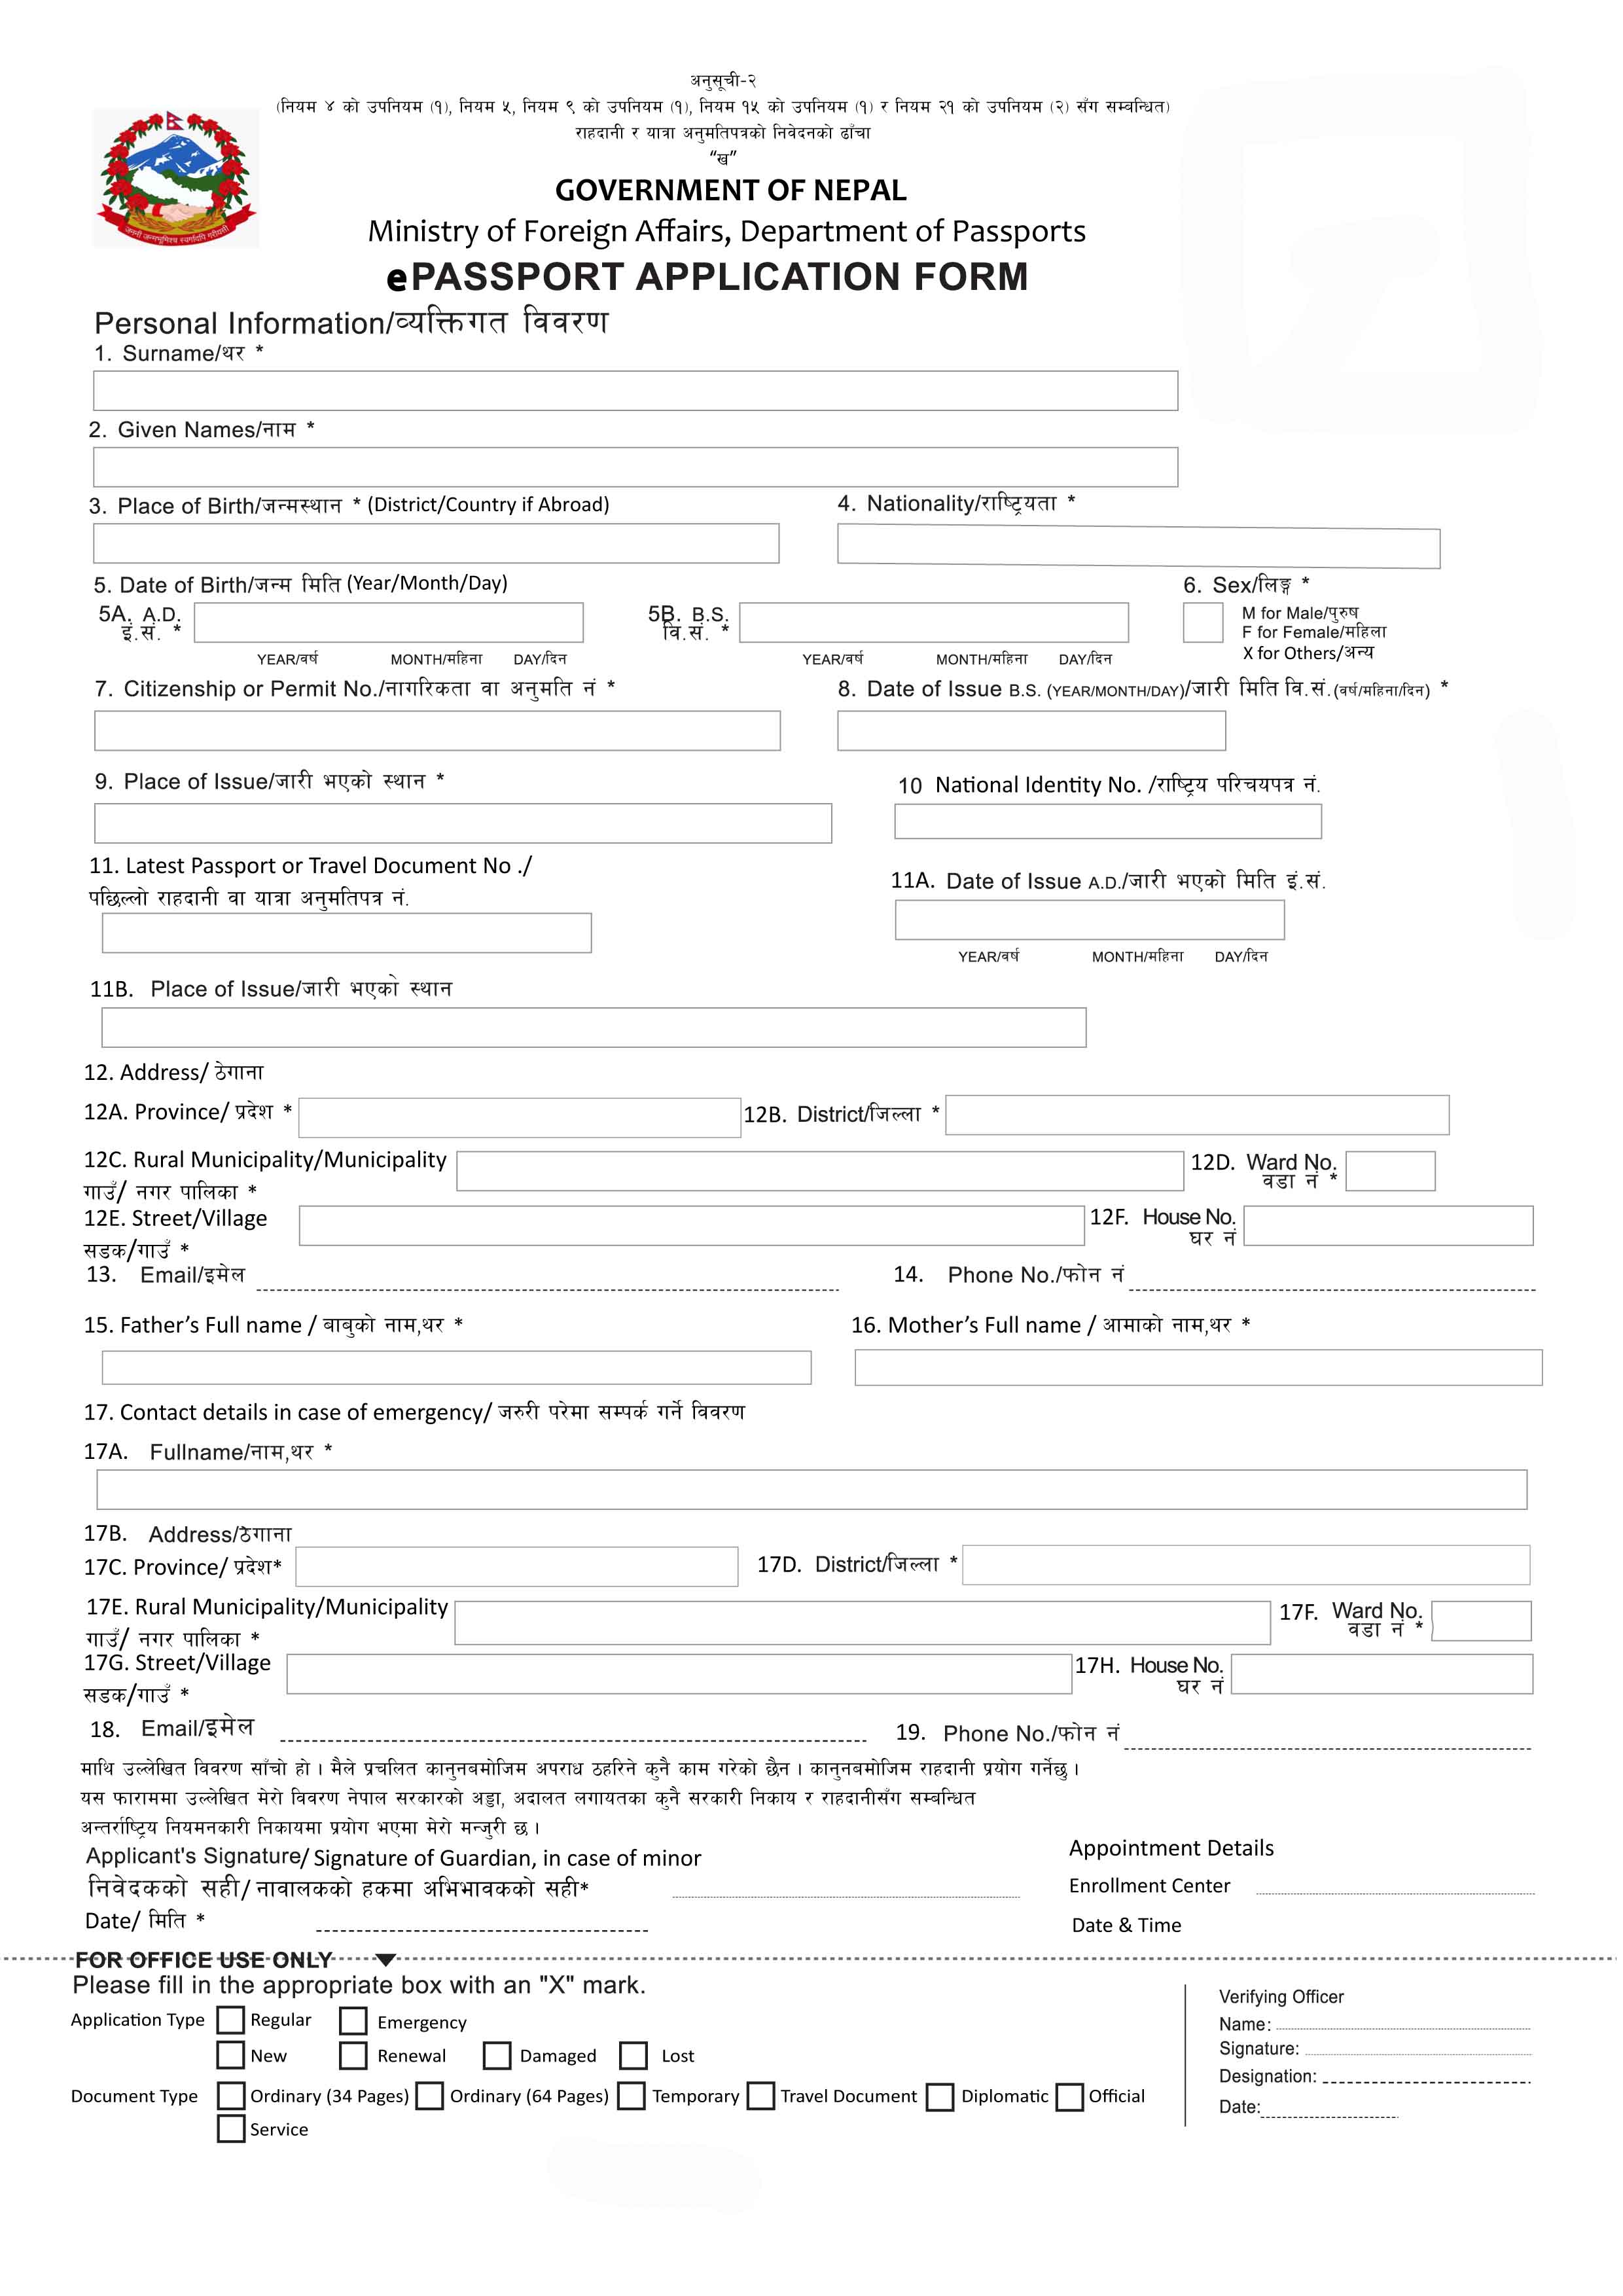 अनुसूची-२
(नियम ४ को उपनियम (१), नियम ५, नियम ९ को उपनियम (१), नियम १५ को उपनियम (१) र नियम २१ को उपनियम (२) सँग सम्बन्धित)
राहदानी र यात्रा अनुमतिपत्रको निवेदनको ढाँचा
“ख”
GOVERNMENT OF NEPAL
Ministry of Foreign Affairs, Department of Passports
ePASSPORT APPLICATION FORM
जननी जन्मभूमिश्च स्वर्गादपि गरीयसी
Personal Information/व्यक्तिगत विवरण
1. Surname/थर *
2. Given Names/नाम *
3. Place of Birth/जन्मस्थान * (District/Country if Abroad) 4. Nationality/राष्ट्रियता *
5. Date of Birth/जन्म मिति (Year/Month/Day) 6. Sex/लिङ्ग *
5A. A.D. 5B. B.S. M for Male/पुरुष
इ.सं. * वि.सं. * F for Female/महिला
X for Others/अन्य
YEAR/वर्ष MONTH/महिना DAY/दिन YEAR/वर्ष MONTH/महिना DAY/दिन
7. Citizenship or Permit No./नागरिकता वा अनुमति नं * 8. Date of Issue B.S. (YEAR/MONTH/DAY)/जारी मिति वि.सं.(वर्ष/महिना/दिन) *
9. Place of Issue/जारी भएको स्थान * 10 National Identity No. /राष्ट्रिय परिचयपत्र नं.
11. Latest Passport or Travel Document No ./
पछिल्लो राहदानी वा यात्रा अनुमतिपत्र नं. 11A. Date of Issue A.D./जारी भएको मिति इ.सं.
YEAR/वर्ष MONTH/महिना DAY/दिन
11B. Place of Issue/जारी भएको स्थान
12. Address/ ठेगाना
12A. Province/ प्रदेश * 12B. District/जिल्ला *
12C. Rural Municipality/Municipality 12D. Ward No.
गाउँ/ नगर पालिका * वडा नं *
12E. Street/Village 12F. House No.
सडक/गाउँ * घर नं
13. Email/इमेल 14. Phone No./फोन नं
15. Father’s Full name / बाबुको नाम,थर * 16. Mother’s Full name / आमाको नाम,थर *
17. Contact details in case of emergency/ जरुरी परेमा सम्पर्क गर्ने विवरण
17A. Fullname/नाम,थर *
17B. Address/ठेगाना
17C. Province/ प्रदेश* 17D. District/जिल्ला *
17E. Rural Municipality/Municipality 17F. Ward No.
गाउँ/ नगर पालिका * वडा नं *
17G. Street/Village 17H. House No.
सडक/गाउँ * घर नं
18. Email/इमेल 19. Phone No./फोन नं
माथि उल्लेखित विवरण साँचो हो । मैले प्रचलित कानुनबमोजिम अपराध ठहरिने कुनै काम गरेको छैन । कानुनबमोजिम राहदानी प्रयोग गर्नेछु ।
यस फाराममा उल्लेखित मेरो विवरण नेपाल सरकारको अड्डा, अदालत लगायतका कुनै सरकारी निकाय र राहदानीसँग सम्बन्धित
अन्तर्राष्ट्रिय नियमनकारी निकायमा प्रयोग भएमा मेरो मन्जुरी छ ।
Applicant's Signature/ Signature of Guardian, in case of minor Appointment Details
निवेदकको सही/ नावालकको हकमा अभिभावकको सही* Enrollment Center
Date/ मिति * Date & Time
FOR OFFICE USE ONLY
Please fill in the appropriate box with an "X" mark.
Verifying Officer
Application Type Regular Emergency Name:
Signature:
New Renewal Damaged Lost
Designation:
Document Type Ordinary (34 Pages) Ordinary (64 Pages) Temporary Travel Document Diplomatic Official
Date:
Service